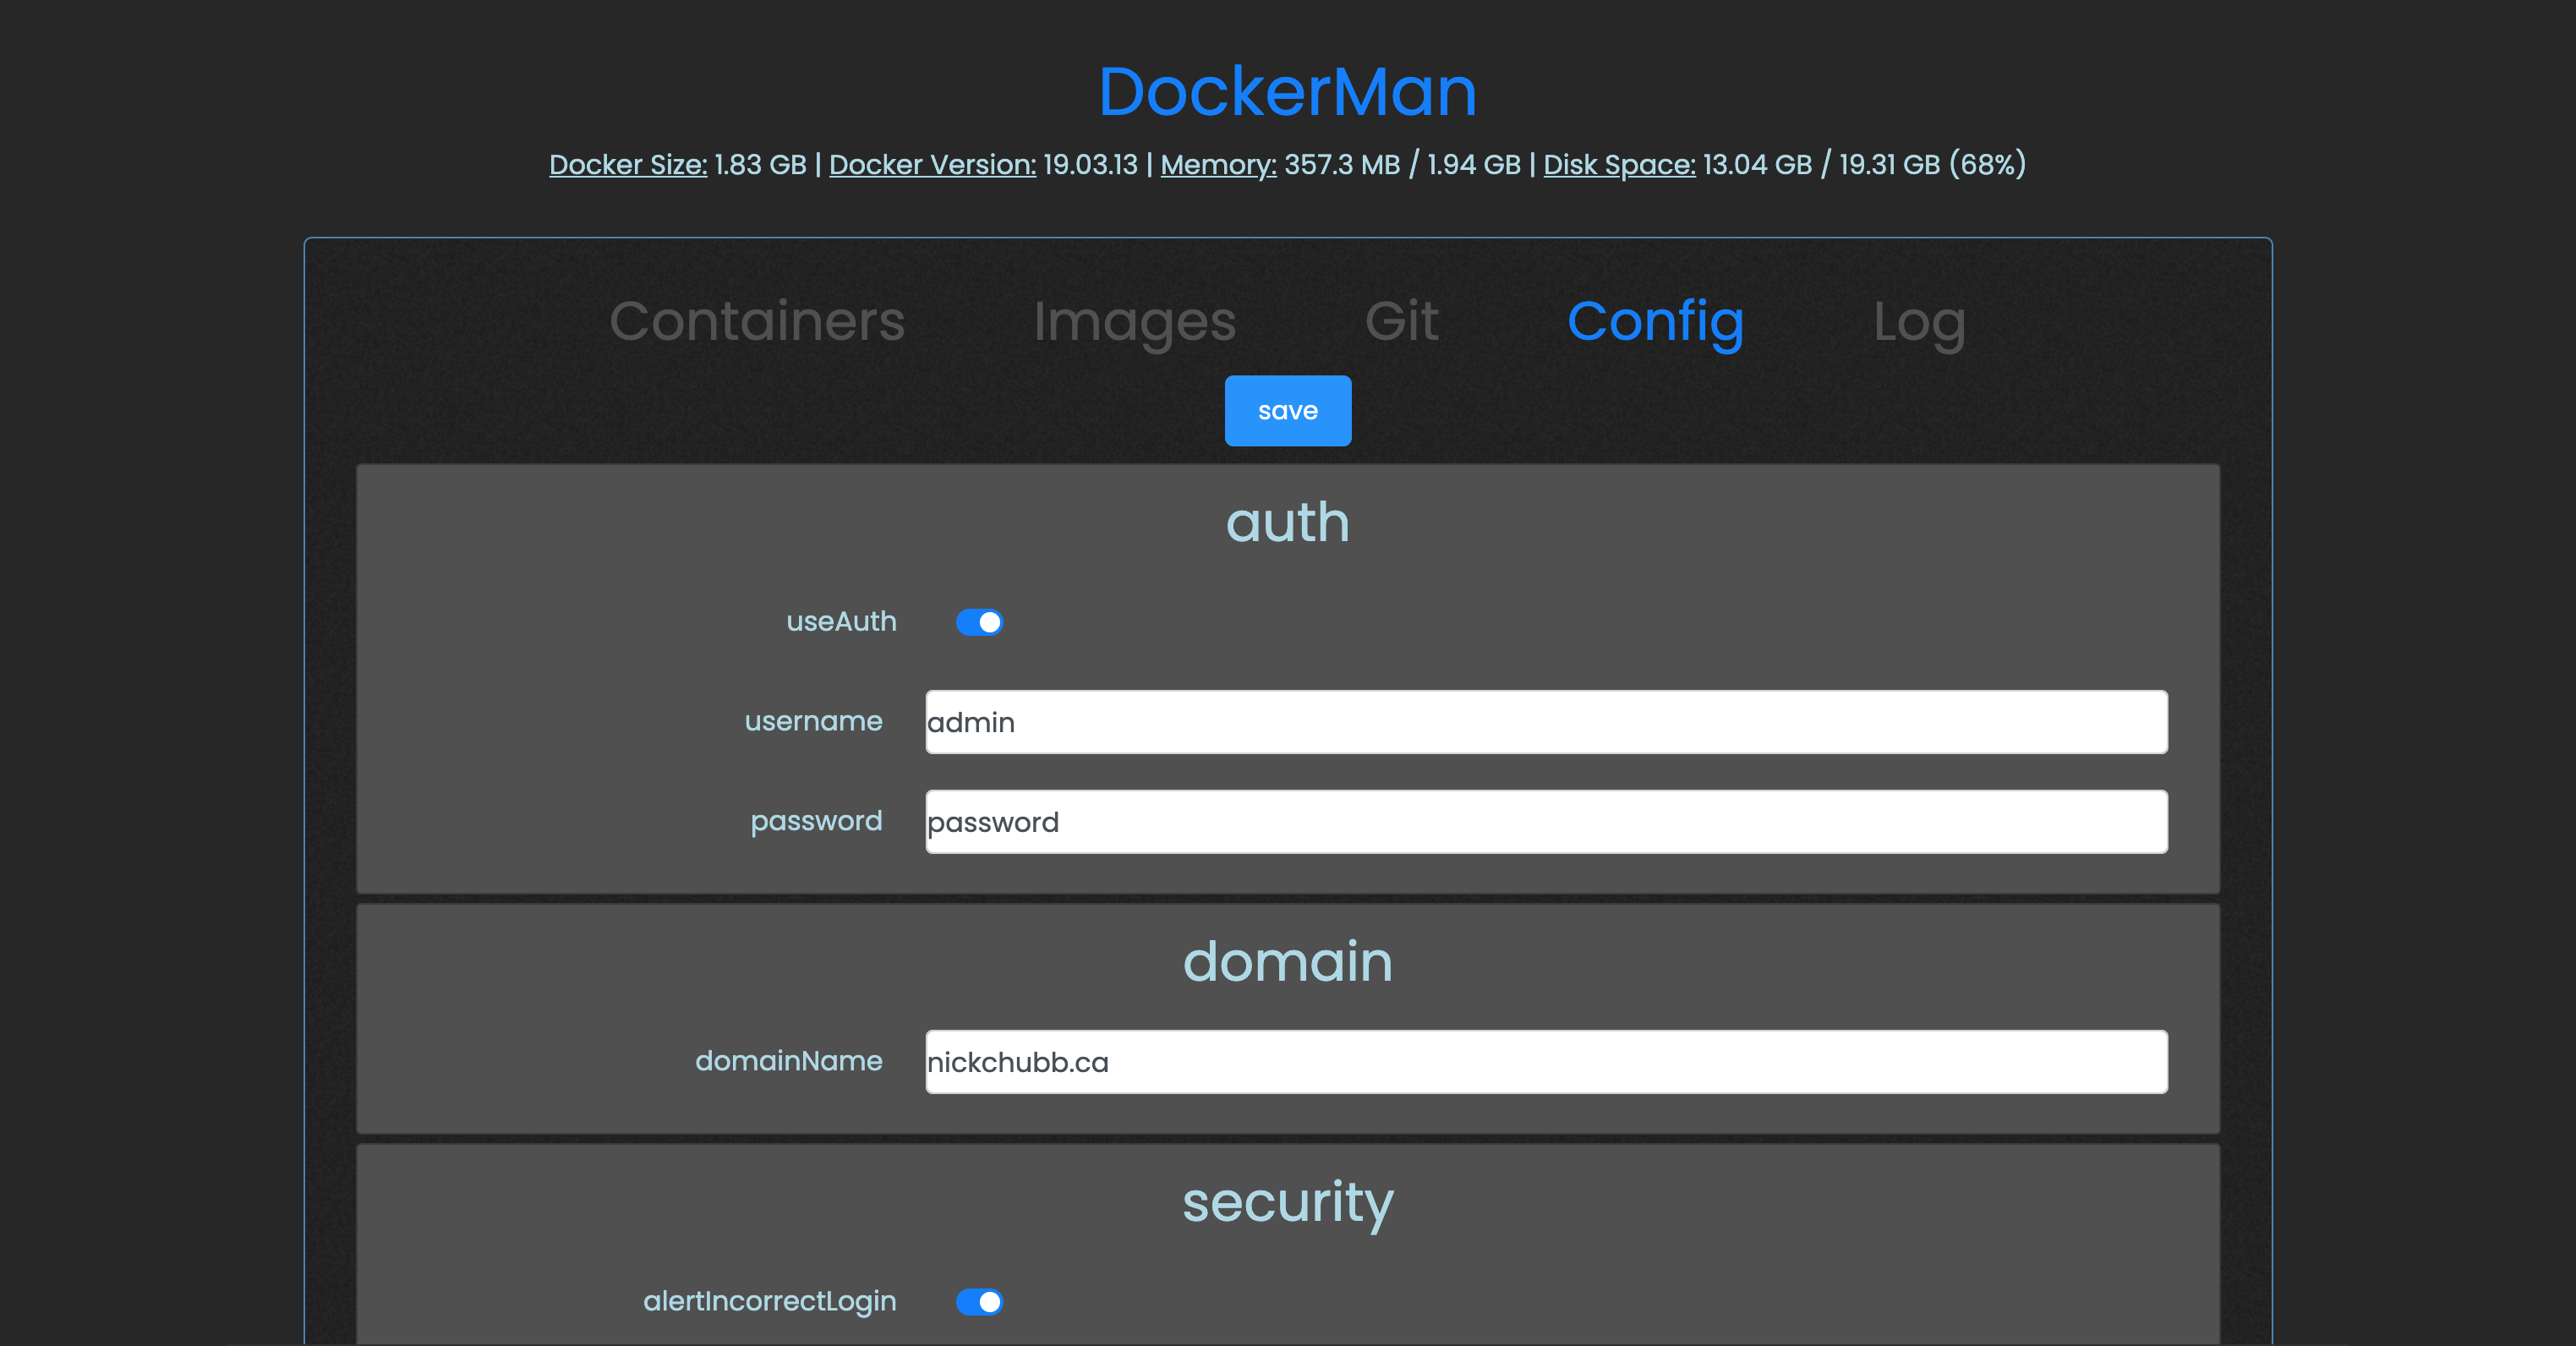 DockerMan
Docker Size: 1.83 GB | Docker Version: 19.03.13 | Memory: 357.3 MB / 1.94 GB | Disk Space: 13.04 GB / 19.31 GB (68%)
Containers Images Git Config Log
save
auth
useAuth
username admin
password password
domain
domainName nickchubb.ca
security
alertIncorrectLogin